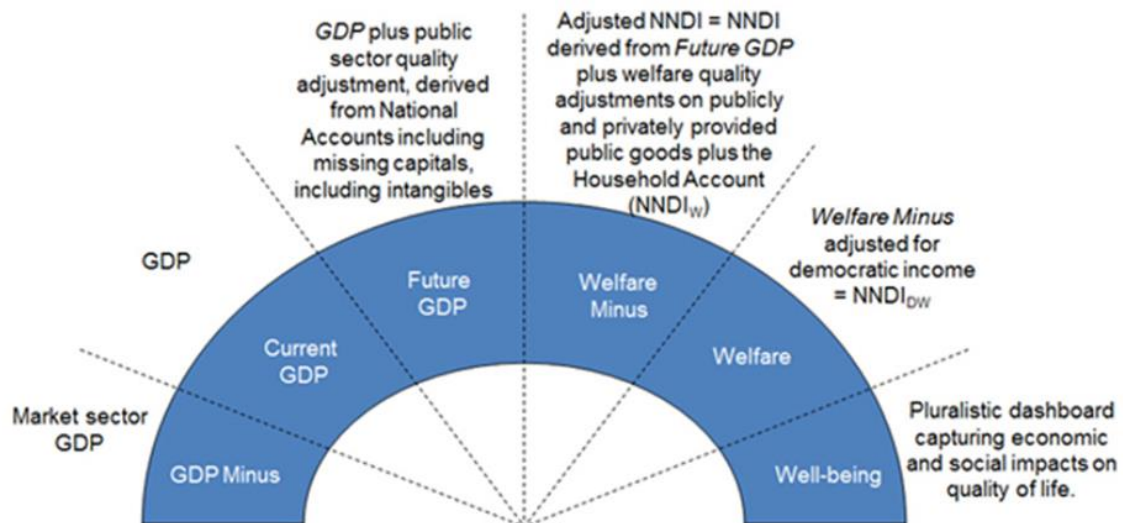 GDP plus public
sector quality
adjustment, derived
from National
Accounts including
missing capitals,
including intangibles
Adjusted NNDI = NNDI
derived from Future GDP
plus welfare quality
adjustments on publicly
and privately provided
public goods plus the
Household Account
(NNDIW)
Welfare Minus
adjusted for
democratic income
= NNDIDW
GDP
Market sector
GDP
Pluralistic dashboard
capturing economic
and social impacts on
quality of life.
GDP Minus
Current
GDP
Future
GDP
Welfare
Minus
Welfare
Well-being